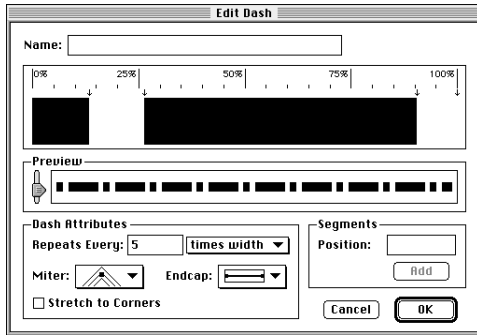 Edit Dash
Name:
0% 25% 50% 75% 100%
Preview
Dash Attributes
Repeats Every: 5 times width
Miter: Endcap:
Stretch to Corners
Segments
Position:
Add
Cancel OK